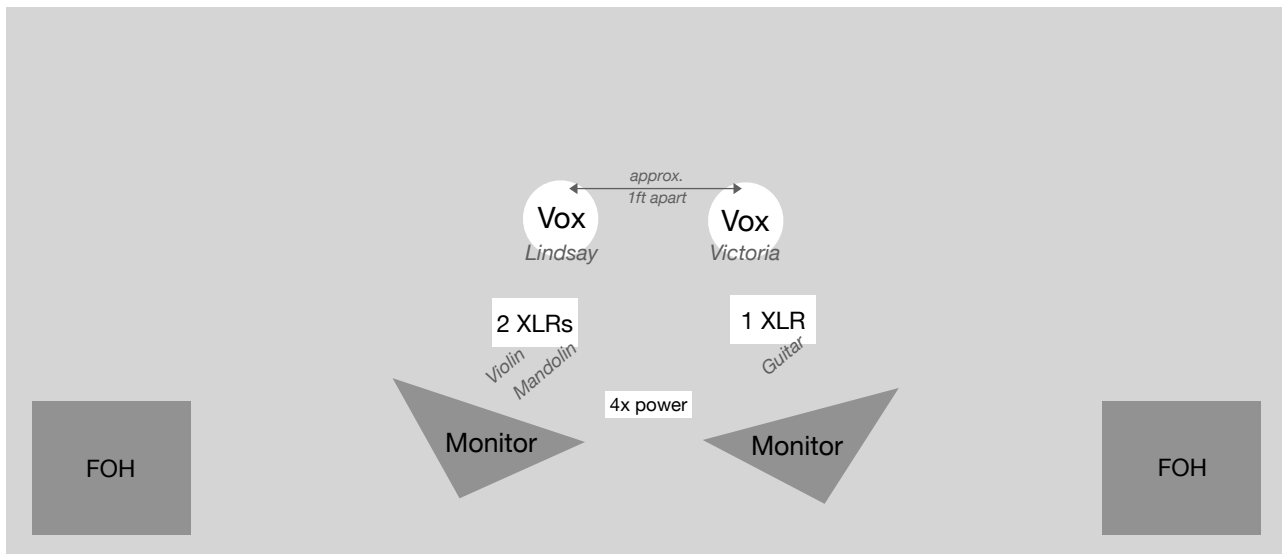 approx.
1ft apart
Vox
Vox
Lindsay
Victoria
2 XLRs
1 XLR
Violin
Mandolin
Guitar
4x power
Monitor
Monitor
FOH
FOH